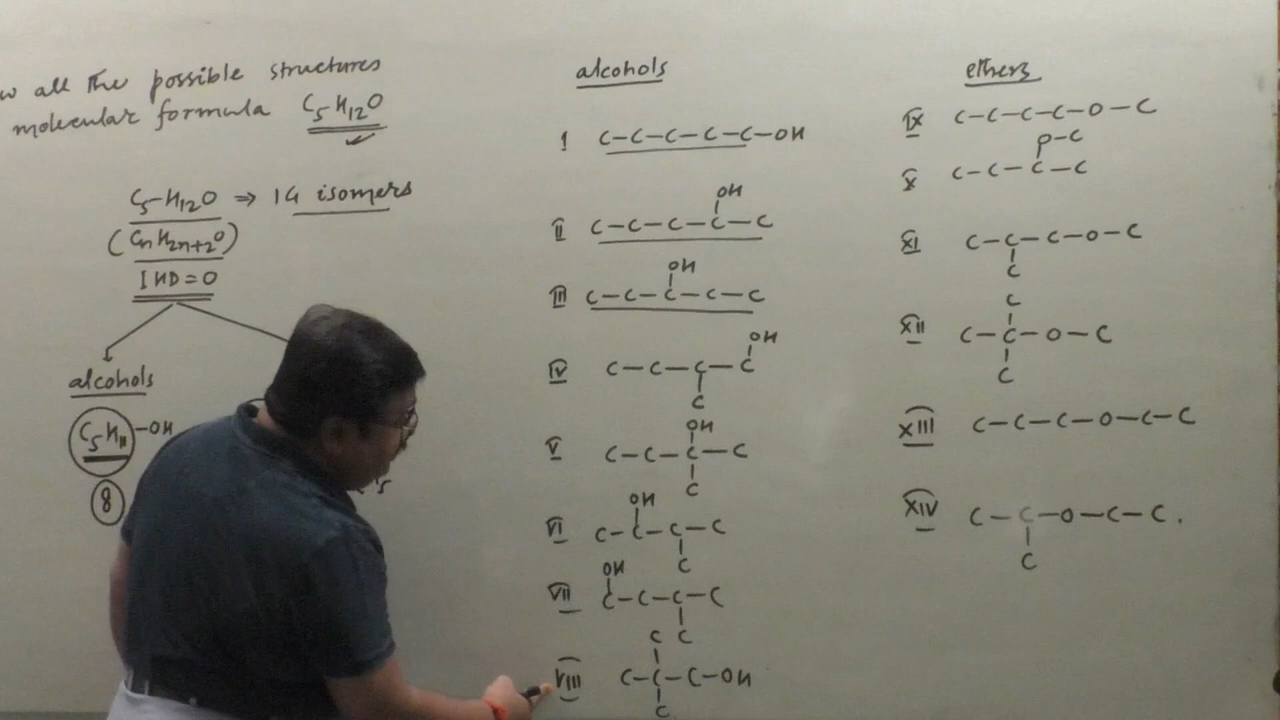 w all the possible structures
molecular formula C5H12O
C5H12O ⇒ 14 isomers
(CnH2n+2O)
IHD = 0
alcohols
C5H11-OH
8
's
alcohols
I C-C-C-C-C-OH
OH
II C-C-C-C-C
OH
III C-C-C-C-C
OH
IV C-C-C-C
C
OH
V C-C-C-C
C
OH
VI C-C-C-C
C
OH
VII C-C-C-C
C
C
VIII C-C-C-OH
C
ethers
IX C-C-C-C-O-C
O-C
X C-C-C-C
XI C-C-C-O-C
C
C
XII C-C-O-C
C
XIII C-C-C-O-C-C
XIV C-C-O-C-C.
C